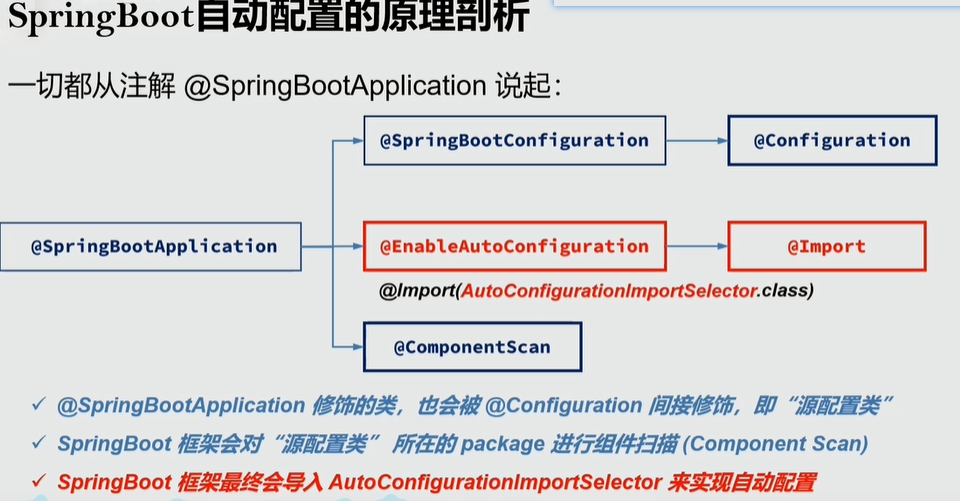 SpringBoot自动配置的原理剖析
一切都从注解 @SpringBootApplication 说起：
@SpringBootConfiguration
@Configuration
@SpringBootApplication
@EnableAutoConfiguration
@Import
@Import(AutoConfigurationImportSelector.class)
@ComponentScan
✓ @SpringBootApplication 修饰的类，也会被 @Configuration 间接修饰，即“源配置类”
✓ SpringBoot 框架会对“源配置类” 所在的 package 进行组件扫描 (Component Scan)
✓ SpringBoot 框架最终会导入 AutoConfigurationImportSelector 来实现自动配置